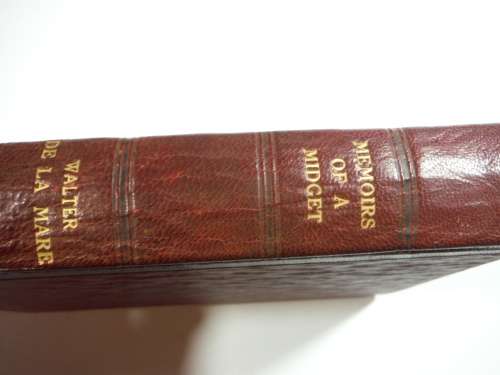 MEMOIRS
OF A
MIDGET
WALTER
DE LA MARE